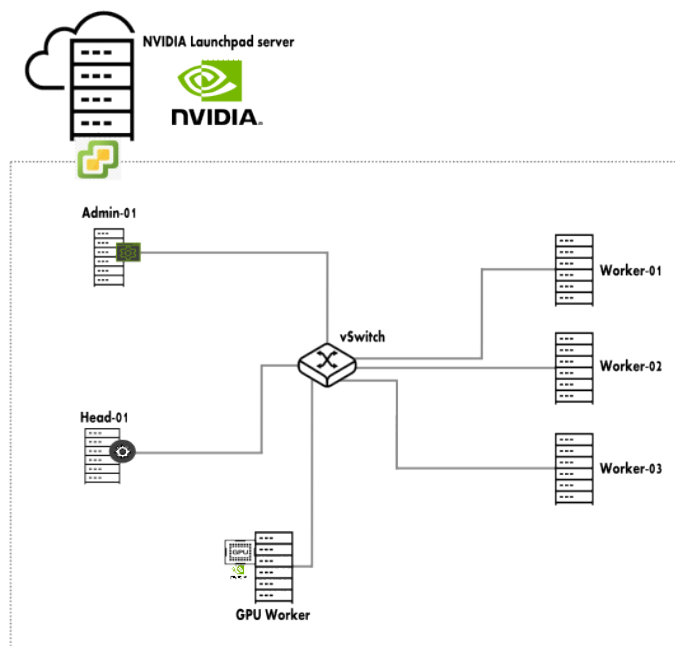 NVIDIA Launchpad server
NVIDIA.
Admin-01
Worker-01
vSwitch
Worker-02
Head-01
Worker-03
GPU
GPU Worker